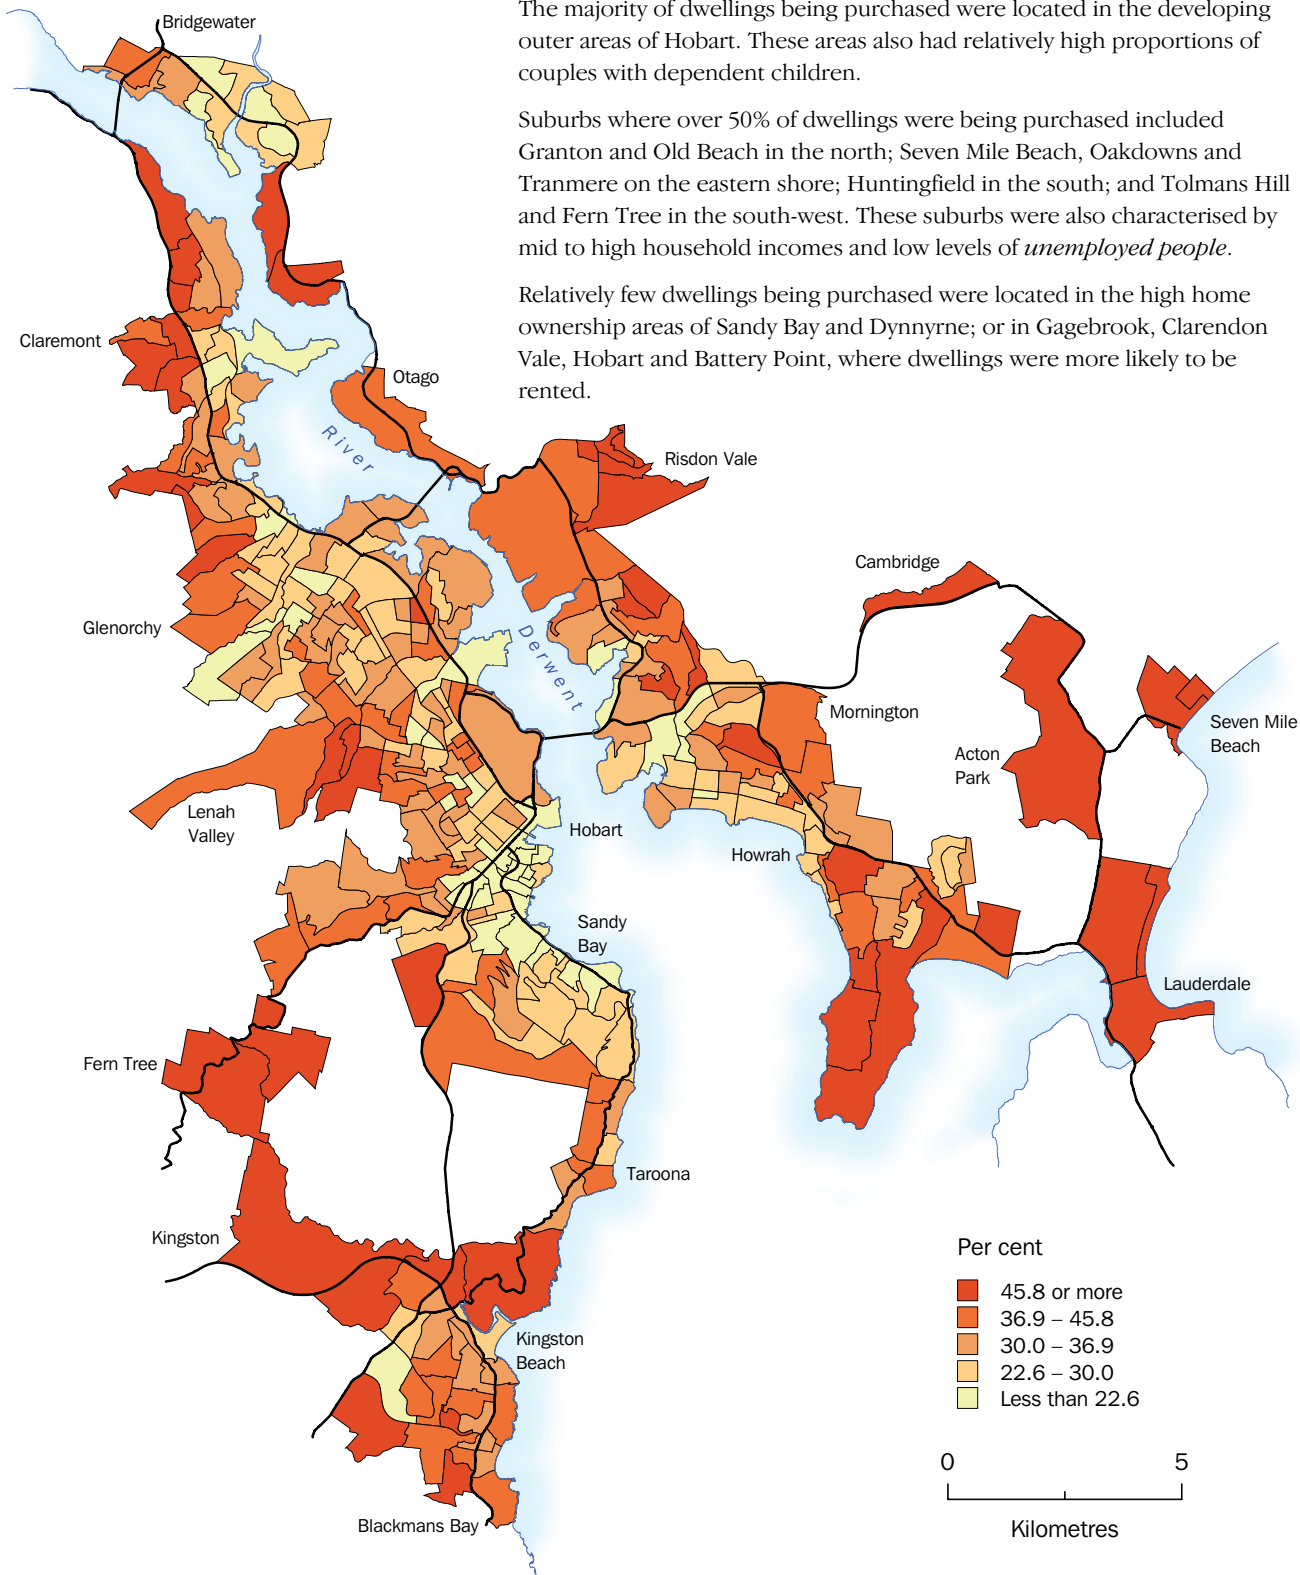 The majority of dwellings being purchased were located in the developing
outer areas of Hobart. These areas also had relatively high proportions of
couples with dependent children.
Suburbs where over 50% of dwellings were being purchased included
Granton and Old Beach in the north; Seven Mile Beach, Oakdowns and
Tranmere on the eastern shore; Huntingfield in the south; and Tolmans Hill
and Fern Tree in the south-west. These suburbs were also characterised by
mid to high household incomes and low levels of unemployed people.
Relatively few dwellings being purchased were located in the high home
ownership areas of Sandy Bay and Dynnyrne; or in Gagebrook, Clarendon
Vale, Hobart and Battery Point, where dwellings were more likely to be
rented.
Bridgewater
Claremont
Otago
River
Risdon Vale
Cambridge
Glenorchy
Derwent
Mornington
Seven Mile
Beach
Acton
Park
Lenah
Valley
Hobart
Howrah
Sandy
Bay
Lauderdale
Fern Tree
Taroona
Kingston
Kingston
Beach
Blackmans Bay
Per cent
45.8 or more
36.9 – 45.8
30.0 – 36.9
22.6 – 30.0
Less than 22.6
0 5
Kilometres